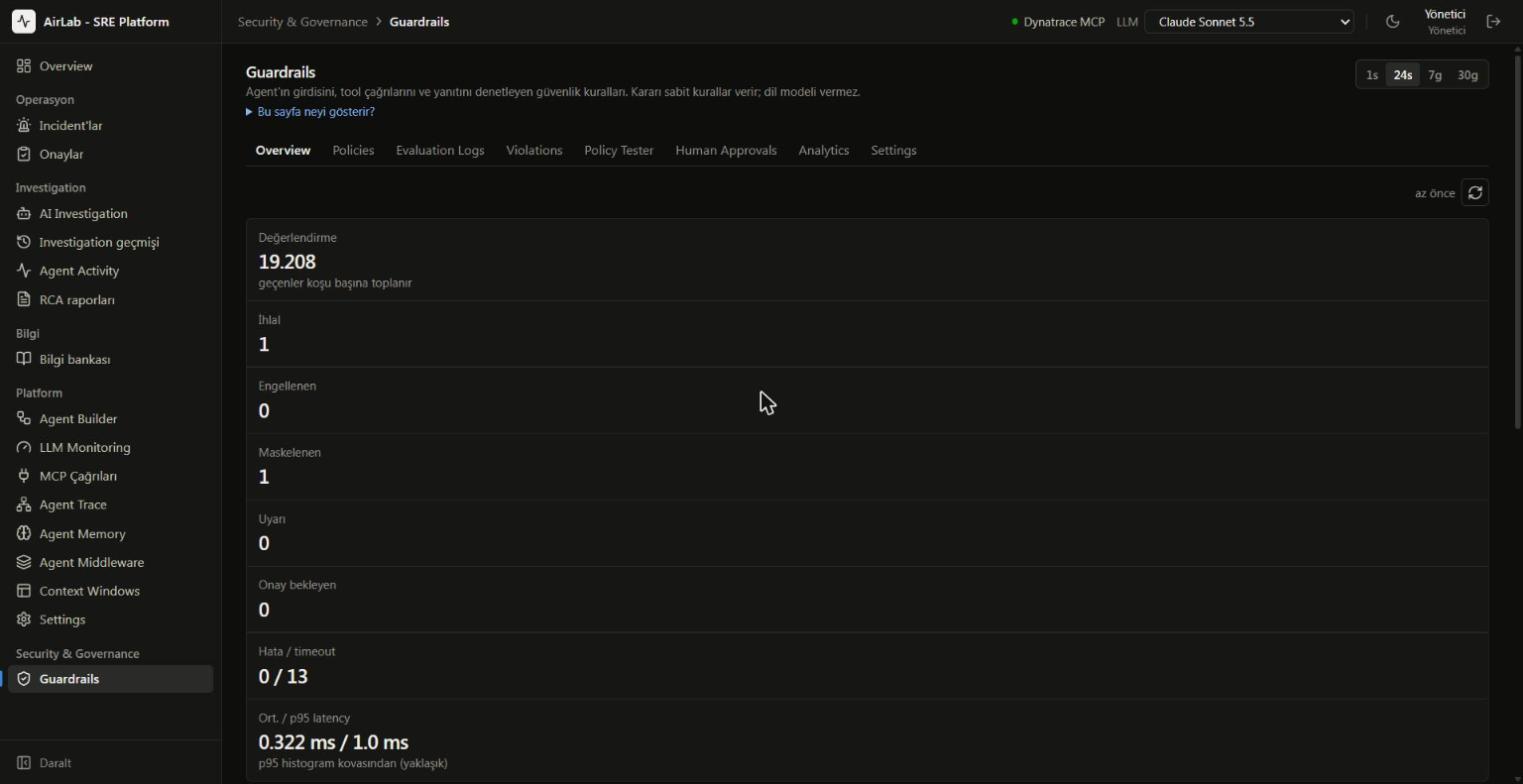 AirLab - SRE Platform
Security & Governance > Guardrails
Dynatrace MCP LLM Claude Sonnet 5.5
Yönetici
Yönetici
Overview
Operasyon
Incident'lar
Onaylar
Investigation
AI Investigation
Investigation geçmişi
Agent Activity
RCA raporları
Bilgi
Bilgi bankası
Platform
Agent Builder
LLM Monitoring
MCP Çağrıları
Agent Trace
Agent Memory
Agent Middleware
Context Windows
Settings
Security & Governance
Guardrails
Daralt
Guardrails
Agent'ın girdisini, tool çağrılarını ve yanıtını denetleyen güvenlik kuralları. Kararı sabit kurallar verir; dil modeli vermez.
Bu sayfa neyi gösterir?
1s 24s 7g 30g
Overview Policies Evaluation Logs Violations Policy Tester Human Approvals Analytics Settings
az önce
Değerlendirme
19.208
geçenler koşu başına toplanır
İhlal
1
Engellenen
0
Maskelenen
1
Uyarı
0
Onay bekleyen
0
Hata / timeout
0 / 13
Ort. / p95 latency
0.322 ms / 1.0 ms
p95 histogram kovasından (yaklaşık)